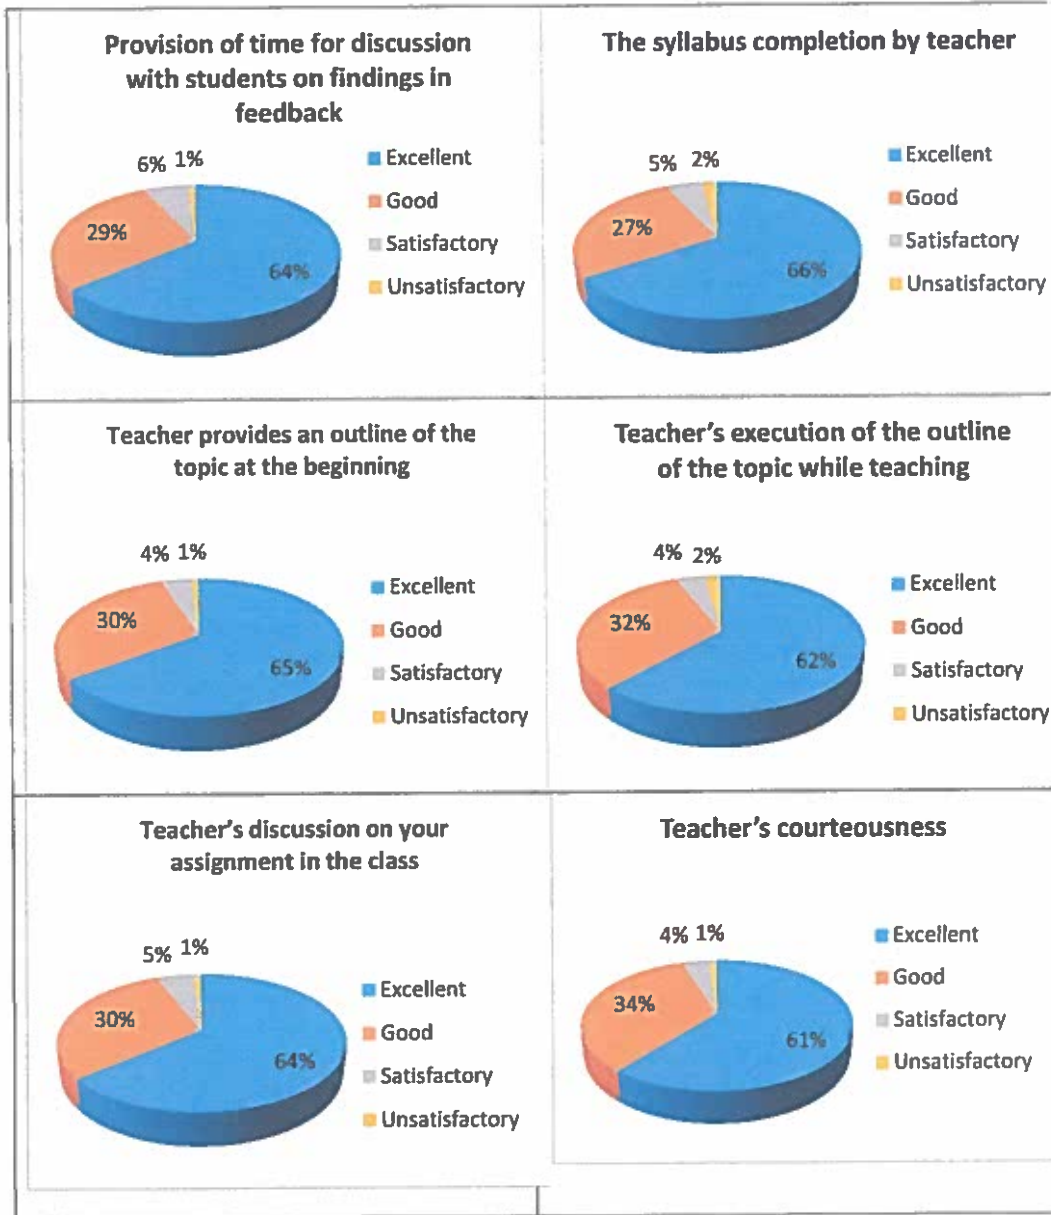 Provision of time for discussion
with students on findings in
feedback
6% 1%
29%
64%
Excellent
Good
Satisfactory
Unsatisfactory
The syllabus completion by teacher
5% 2%
27%
66%
Excellent
Good
Satisfactory
Unsatisfactory
Teacher provides an outline of the
topic at the beginning
4% 1%
30%
65%
Excellent
Good
Satisfactory
Unsatisfactory
Teacher's execution of the outline
of the topic while teaching
4% 2%
32%
62%
Excellent
Good
Satisfactory
Unsatisfactory
Teacher's discussion on your
assignment in the class
5% 1%
30%
64%
Excellent
Good
Satisfactory
Unsatisfactory
Teacher's courteousness
4% 1%
34%
61%
Excellent
Good
Satisfactory
Unsatisfactory